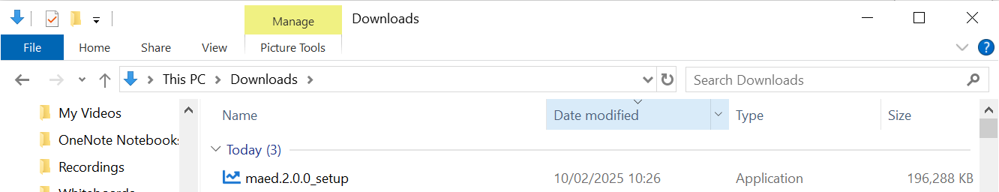 Manage Downloads
File Home Share View Picture Tools
This PC Downloads Search Downloads
My Videos Name Date modified Type Size
OneNote Notebooks Today (3)
Recordings
maed.2.0.0_setup 10/02/2025 10:26 Application 196,288 KB